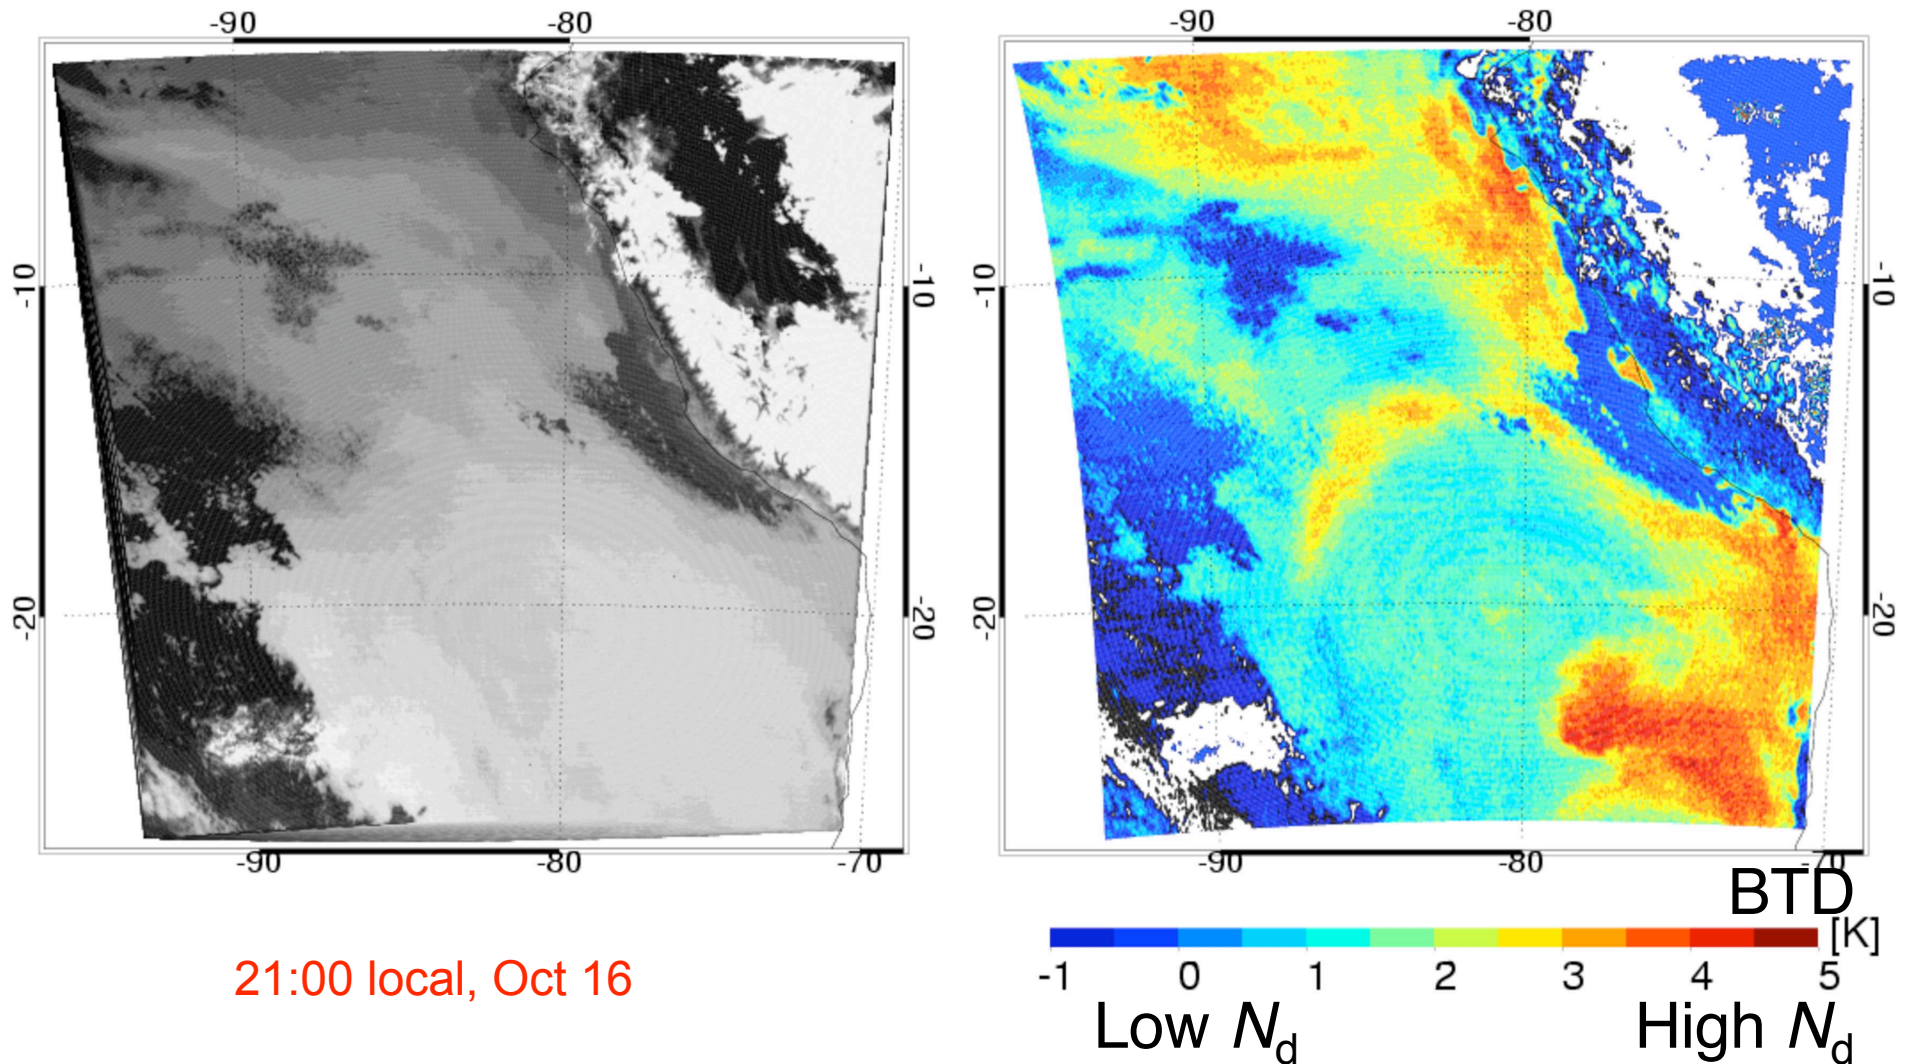 -90 -80 -90 -80
-10 -10 -10 -10
-20 -20 -20 -20
-90 -80 -70 -90 -80 -70
BTD
[K]
-1 0 1 2 3 4 5
21:00 local, Oct 16
Low Nd High Nd